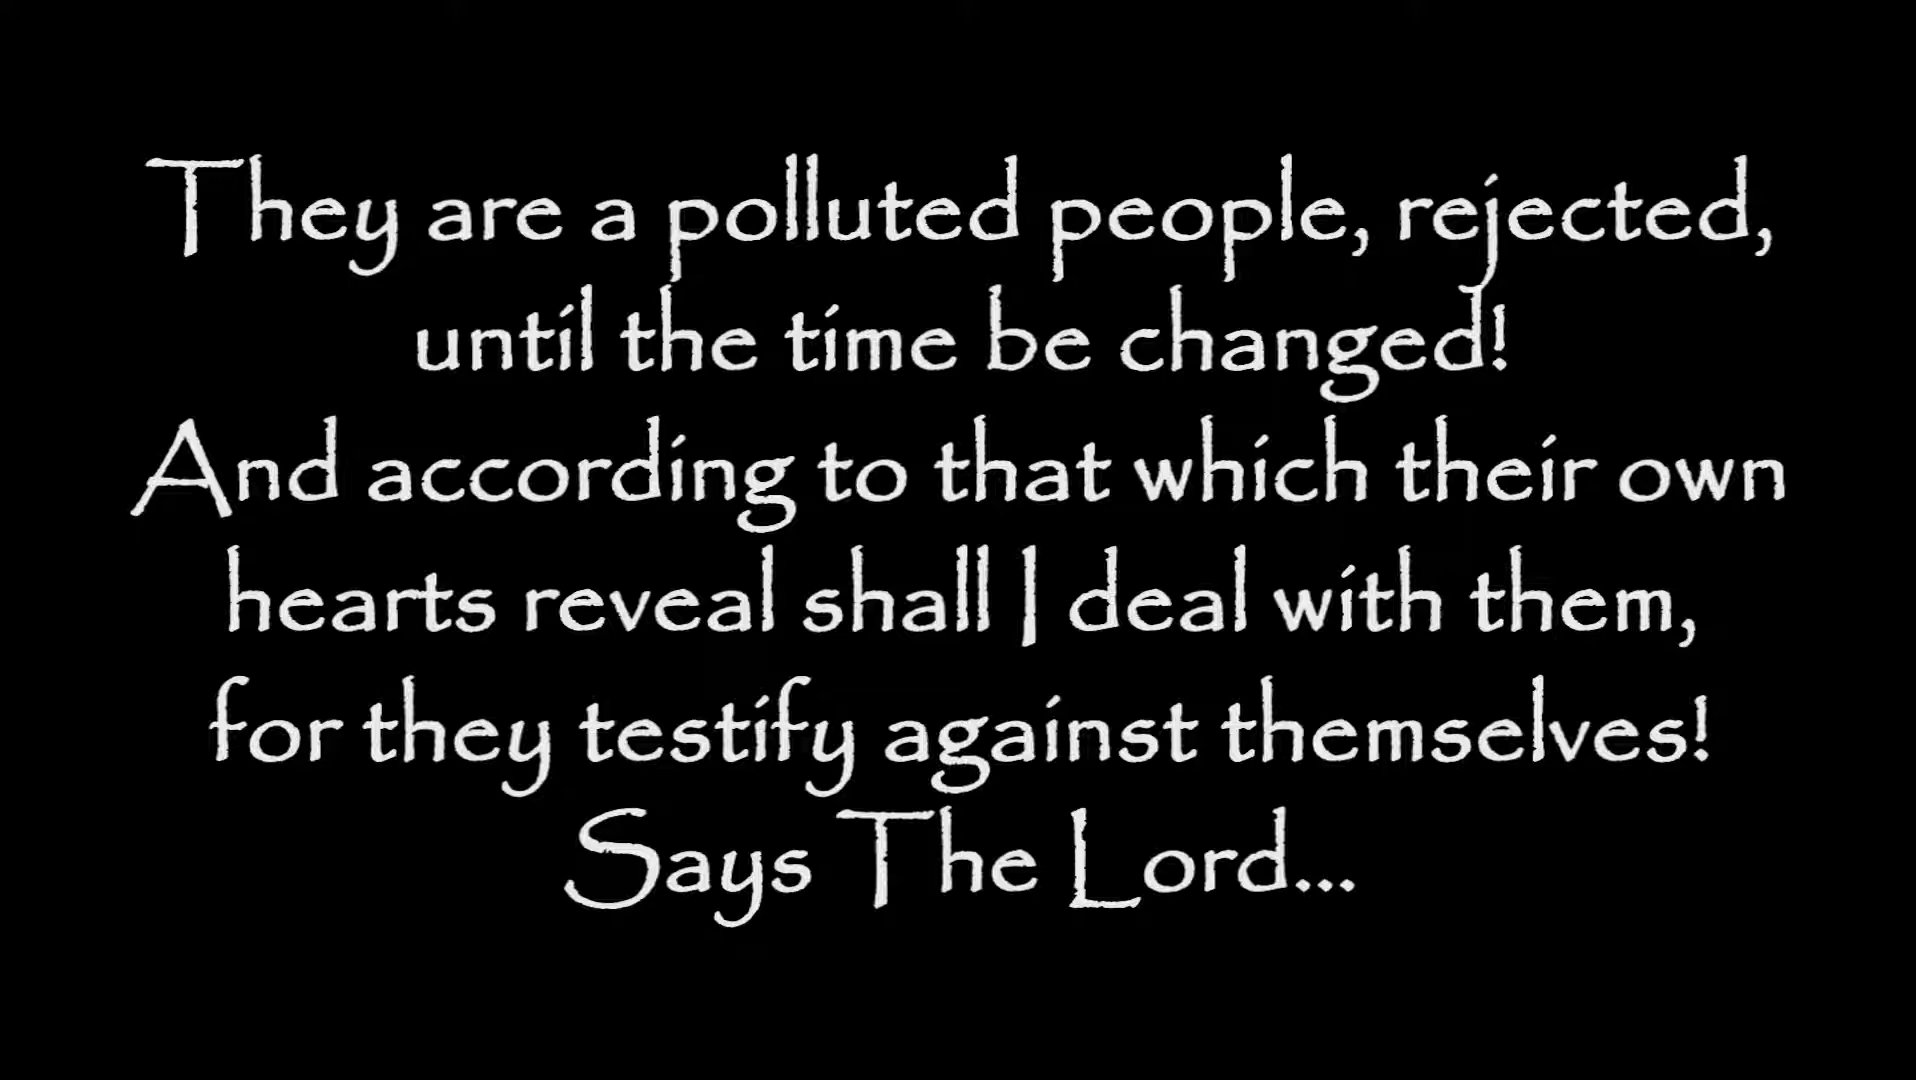 They are a polluted people, rejected,
until the time be changed!
And according to that which their own
hearts reveal shall I deal with them,
for they testify against themselves!
Says The Lord...